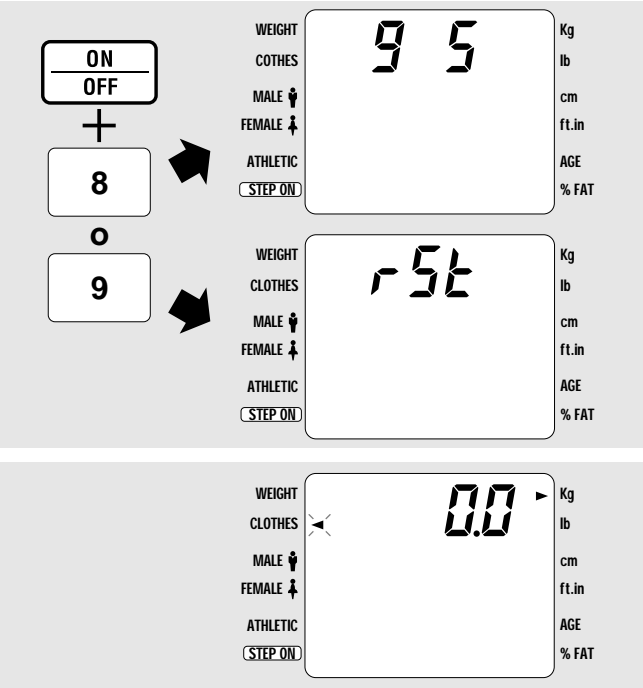 ON
OFF
+
8
o
9
WEIGHT 9 5 Kg
COTHES lb
MALE cm
FEMALE ft.in
ATHLETIC AGE
STEP ON % FAT
WEIGHT rSt Kg
CLOTHES lb
MALE cm
FEMALE ft.in
ATHLETIC AGE
STEP ON % FAT
WEIGHT 0.0 Kg
CLOTHES lb
MALE cm
FEMALE ft.in
ATHLETIC AGE
STEP ON % FAT